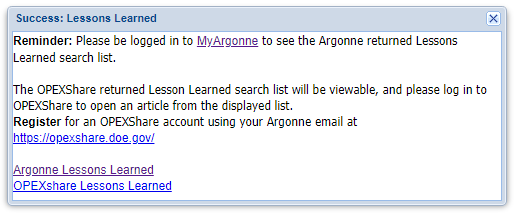 Success: Lessons Learned
Reminder: Please be logged in to MyArgonne to see the Argonne returned Lessons
Learned search list.
The OPEXShare returned Lesson Learned search list will be viewable, and please log in to
OPEXShare to open an article from the displayed list.
Register for an OPEXShare account using your Argonne email at
https://opexshare.doe.gov/
Argonne Lessons Learned
OPEXshare Lessons Learned